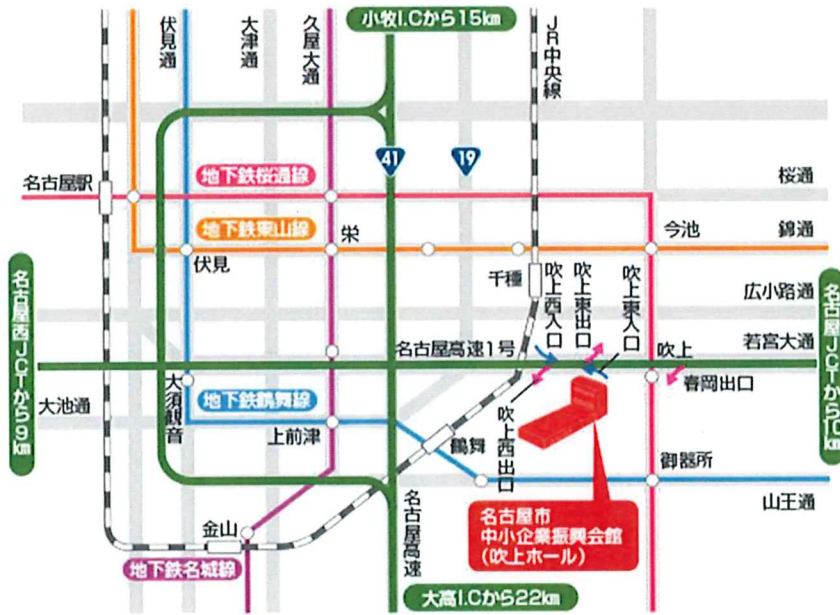 小牧I.Cから15km
伏見通
大津通
久屋大通
JR中央線
41
19
名古屋駅
地下鉄桜通線
桜通
地下鉄東山線
栄
今池
錦通
伏見
千種
吹上西入口
吹上東出口
吹上東入口
広小路通
名古屋西JCTから9km
名古屋JCTから10km
名古屋高速1号
吹上
若宮大通
春岡出口
大池通
大須観音
地下鉄鶴舞線
上前津
鶴舞
吹上西出口
御器所
山王通
名古屋高速
名古屋市
中小企業振興会館
(吹上ホール)
金山
地下鉄名城線
大高I.Cから22km